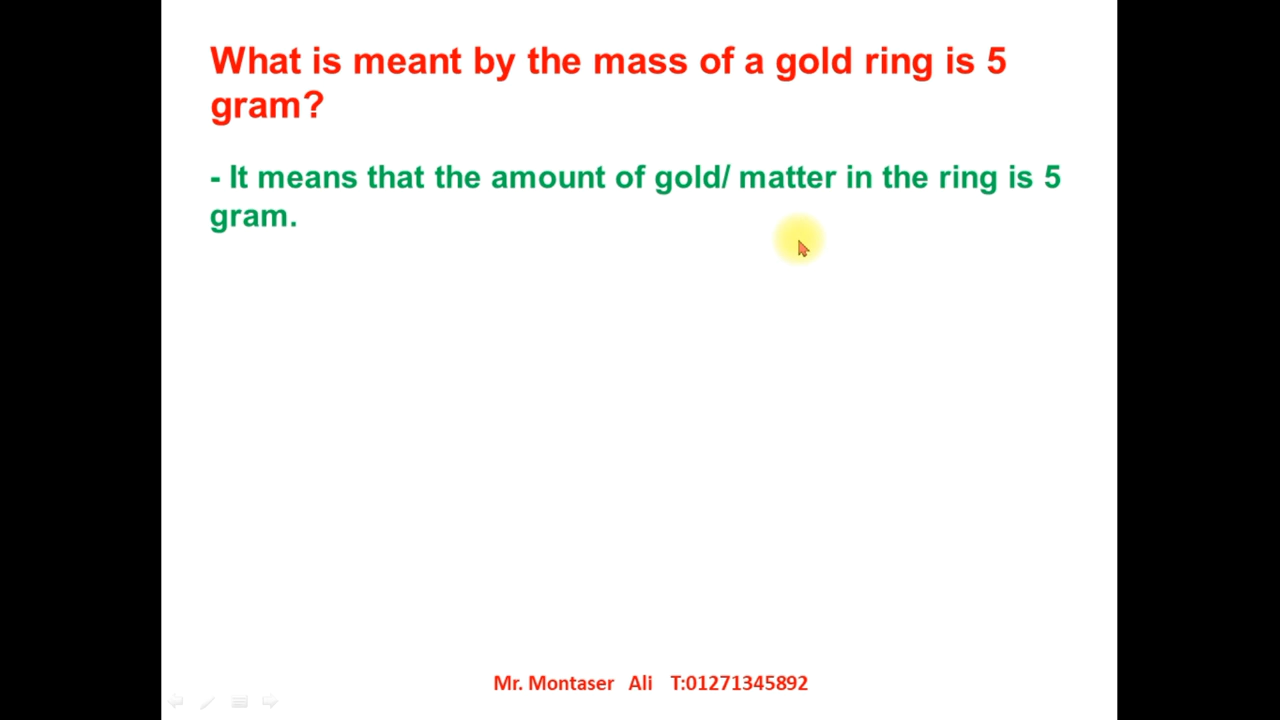 What is meant by the mass of a gold ring is 5
gram?
- It means that the amount of gold/ matter in the ring is 5
gram.
Mr. Montaser Ali T:01271345892